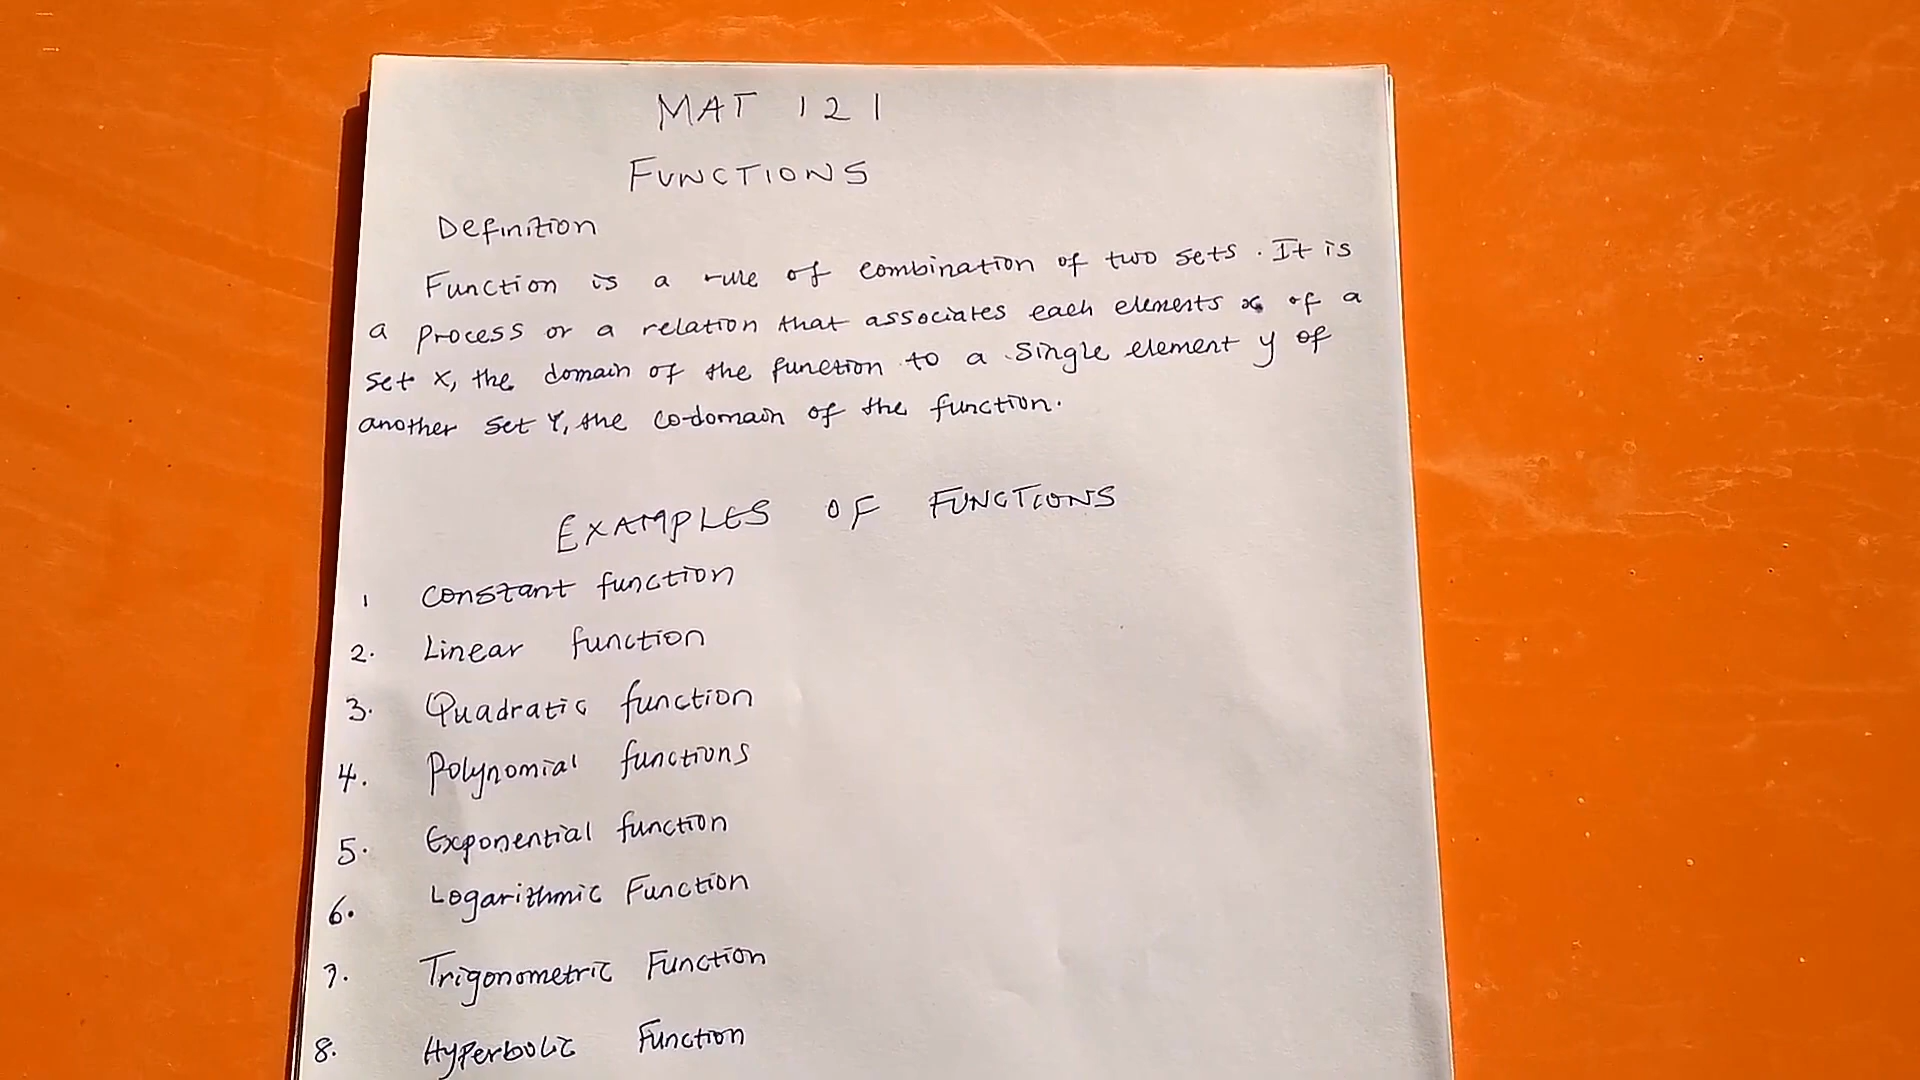 MAT 121
FUNCTIONS
Definition
Function is a rule of combination of two sets. It is
a process or a relation that associates each elements x of a
set X, the domain of the function to a single element y of
another set Y, the co-domain of the function.
EXAMPLES OF FUNCTIONS
1 Constant function
2. Linear function
3. Quadratic function
4. Polynomial functions
5. Exponential function
6. Logarithmic Function
7. Trigonometric Function
8. Hyperbolic Function